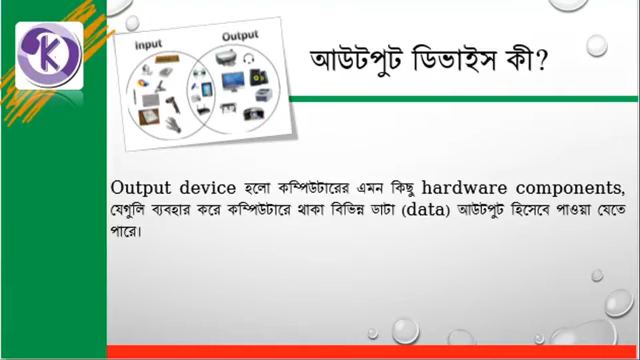 K
Input
Output
আউটপুট ডিভাইস কী?
Output device হলো কম্পিউটারের এমন কিছু hardware components,
যেগুলি ব্যবহার করে কম্পিউটারে থাকা বিভিন্ন ডাটা (data) আউটপুট হিসেবে পাওয়া যেতে
পারে।